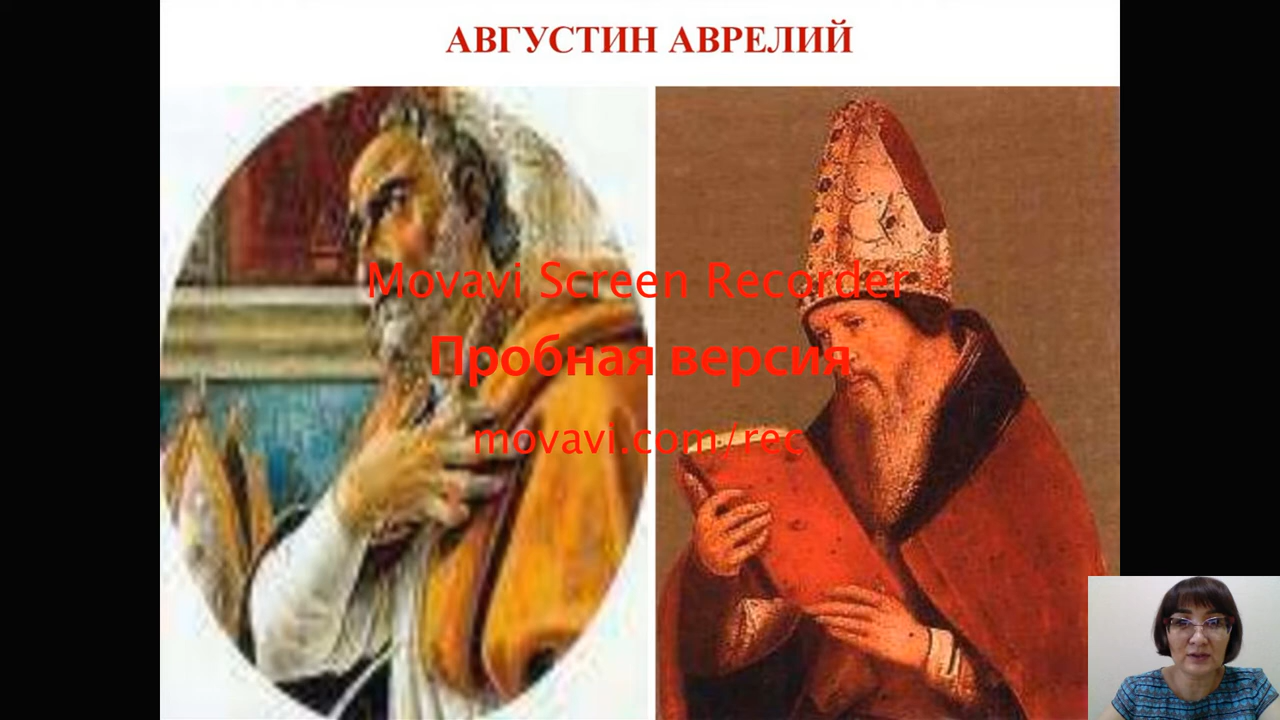 АВГУСТИН АВРЕЛИЙ
Movavi Screen Recorder
Пробная версия
movavi.com/rec